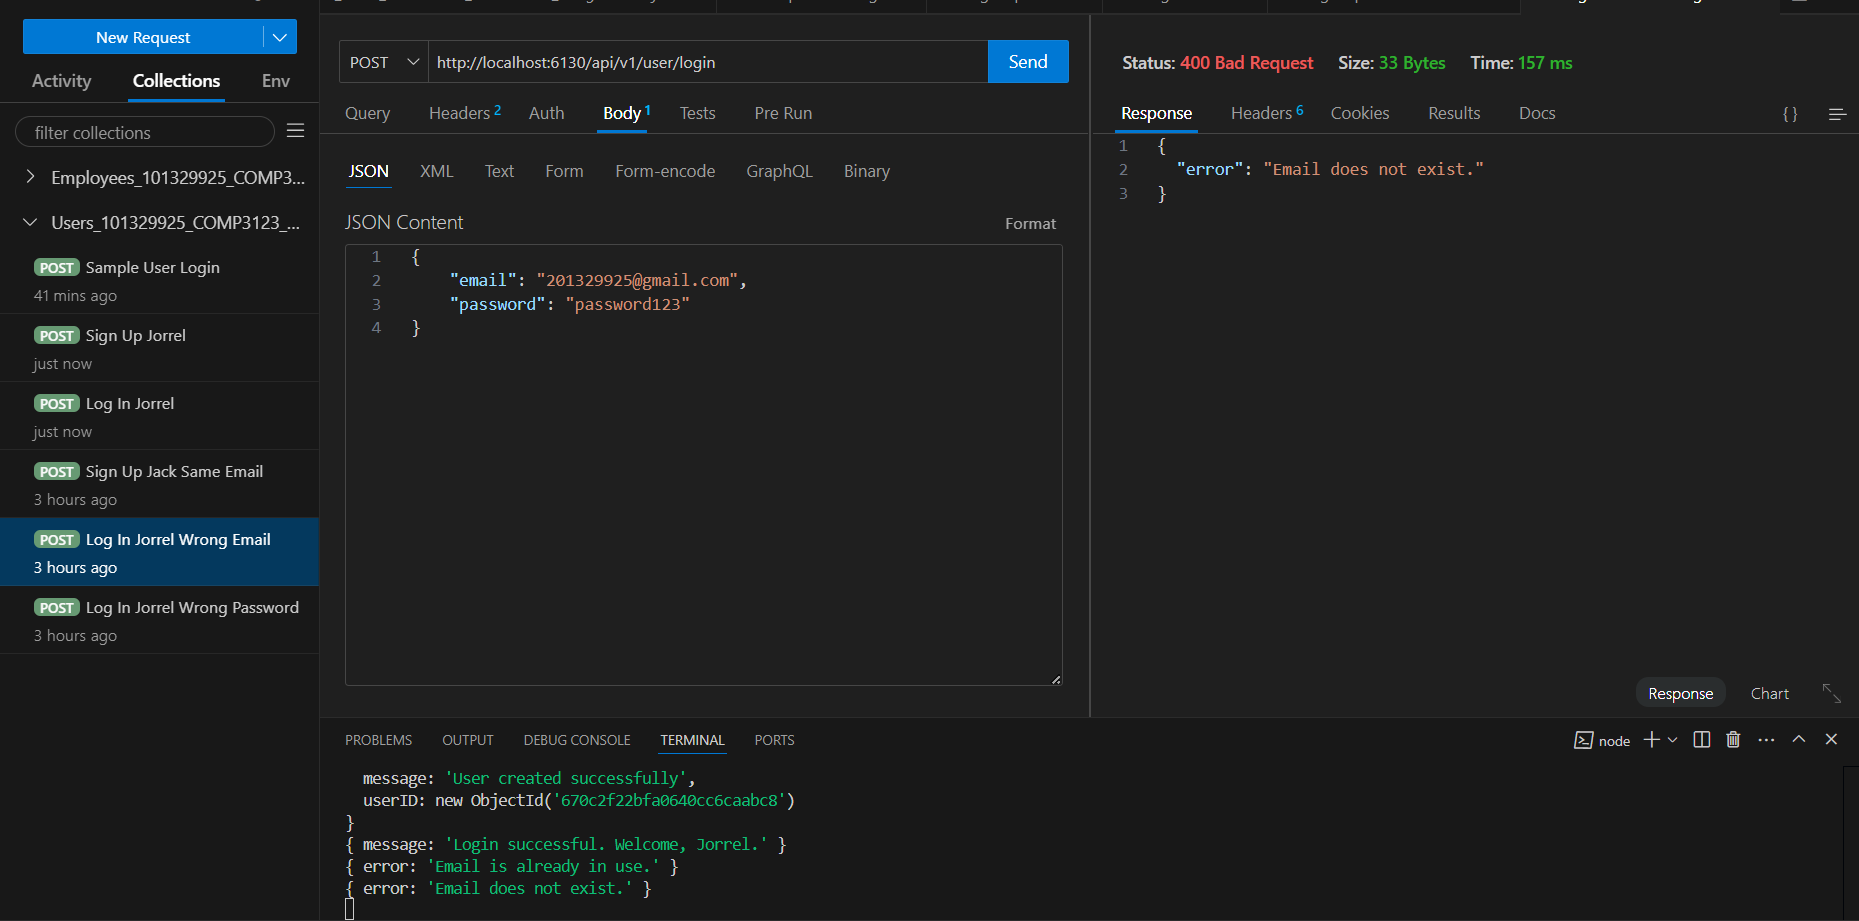 New Request
Activity Collections Env
filter collections
Employees_101329925_COMP3...
Users_101329925_COMP3123_...
POST Sample User Login
41 mins ago
POST Sign Up Jorrel
just now
POST Log In Jorrel
just now
POST Sign Up Jack Same Email
3 hours ago
POST Log In Jorrel Wrong Email
3 hours ago
POST Log In Jorrel Wrong Password
3 hours ago
POST http://localhost:6130/api/v1/user/login Send
Query Headers 2 Auth Body 1 Tests Pre Run
JSON XML Text Form Form-encode GraphQL Binary
JSON Content Format
1 {
2 "email": "201329925@gmail.com",
3 "password": "password123"
4 }
Status: 400 Bad Request Size: 33 Bytes Time: 157 ms
Response Headers 6 Cookies Results Docs { }
1 {
2 "error": "Email does not exist."
3 }
Response Chart
PROBLEMS OUTPUT DEBUG CONSOLE TERMINAL PORTS node
message: 'User created successfully',
userID: new ObjectId('670c2f22bfa0640cc6caabc8')
}
{ message: 'Login successful. Welcome, Jorrel.' }
{ error: 'Email is already in use.' }
{ error: 'Email does not exist.' }